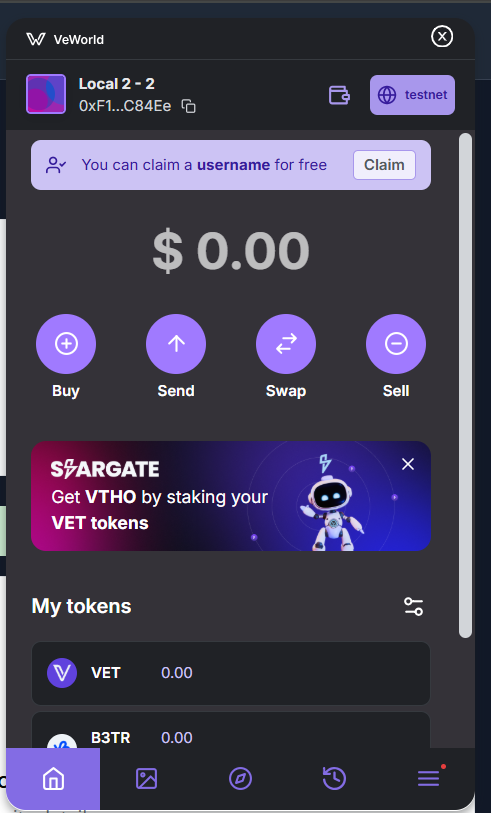 VeWorld
Local 2 - 2
0xF1...C84Ee
testnet
You can claim a username for free
Claim
$ 0.00
Buy
Send
Swap
Sell
STARGATE
Get VTHO by staking your
VET tokens
My tokens
VET
0.00
B3TR
0.00